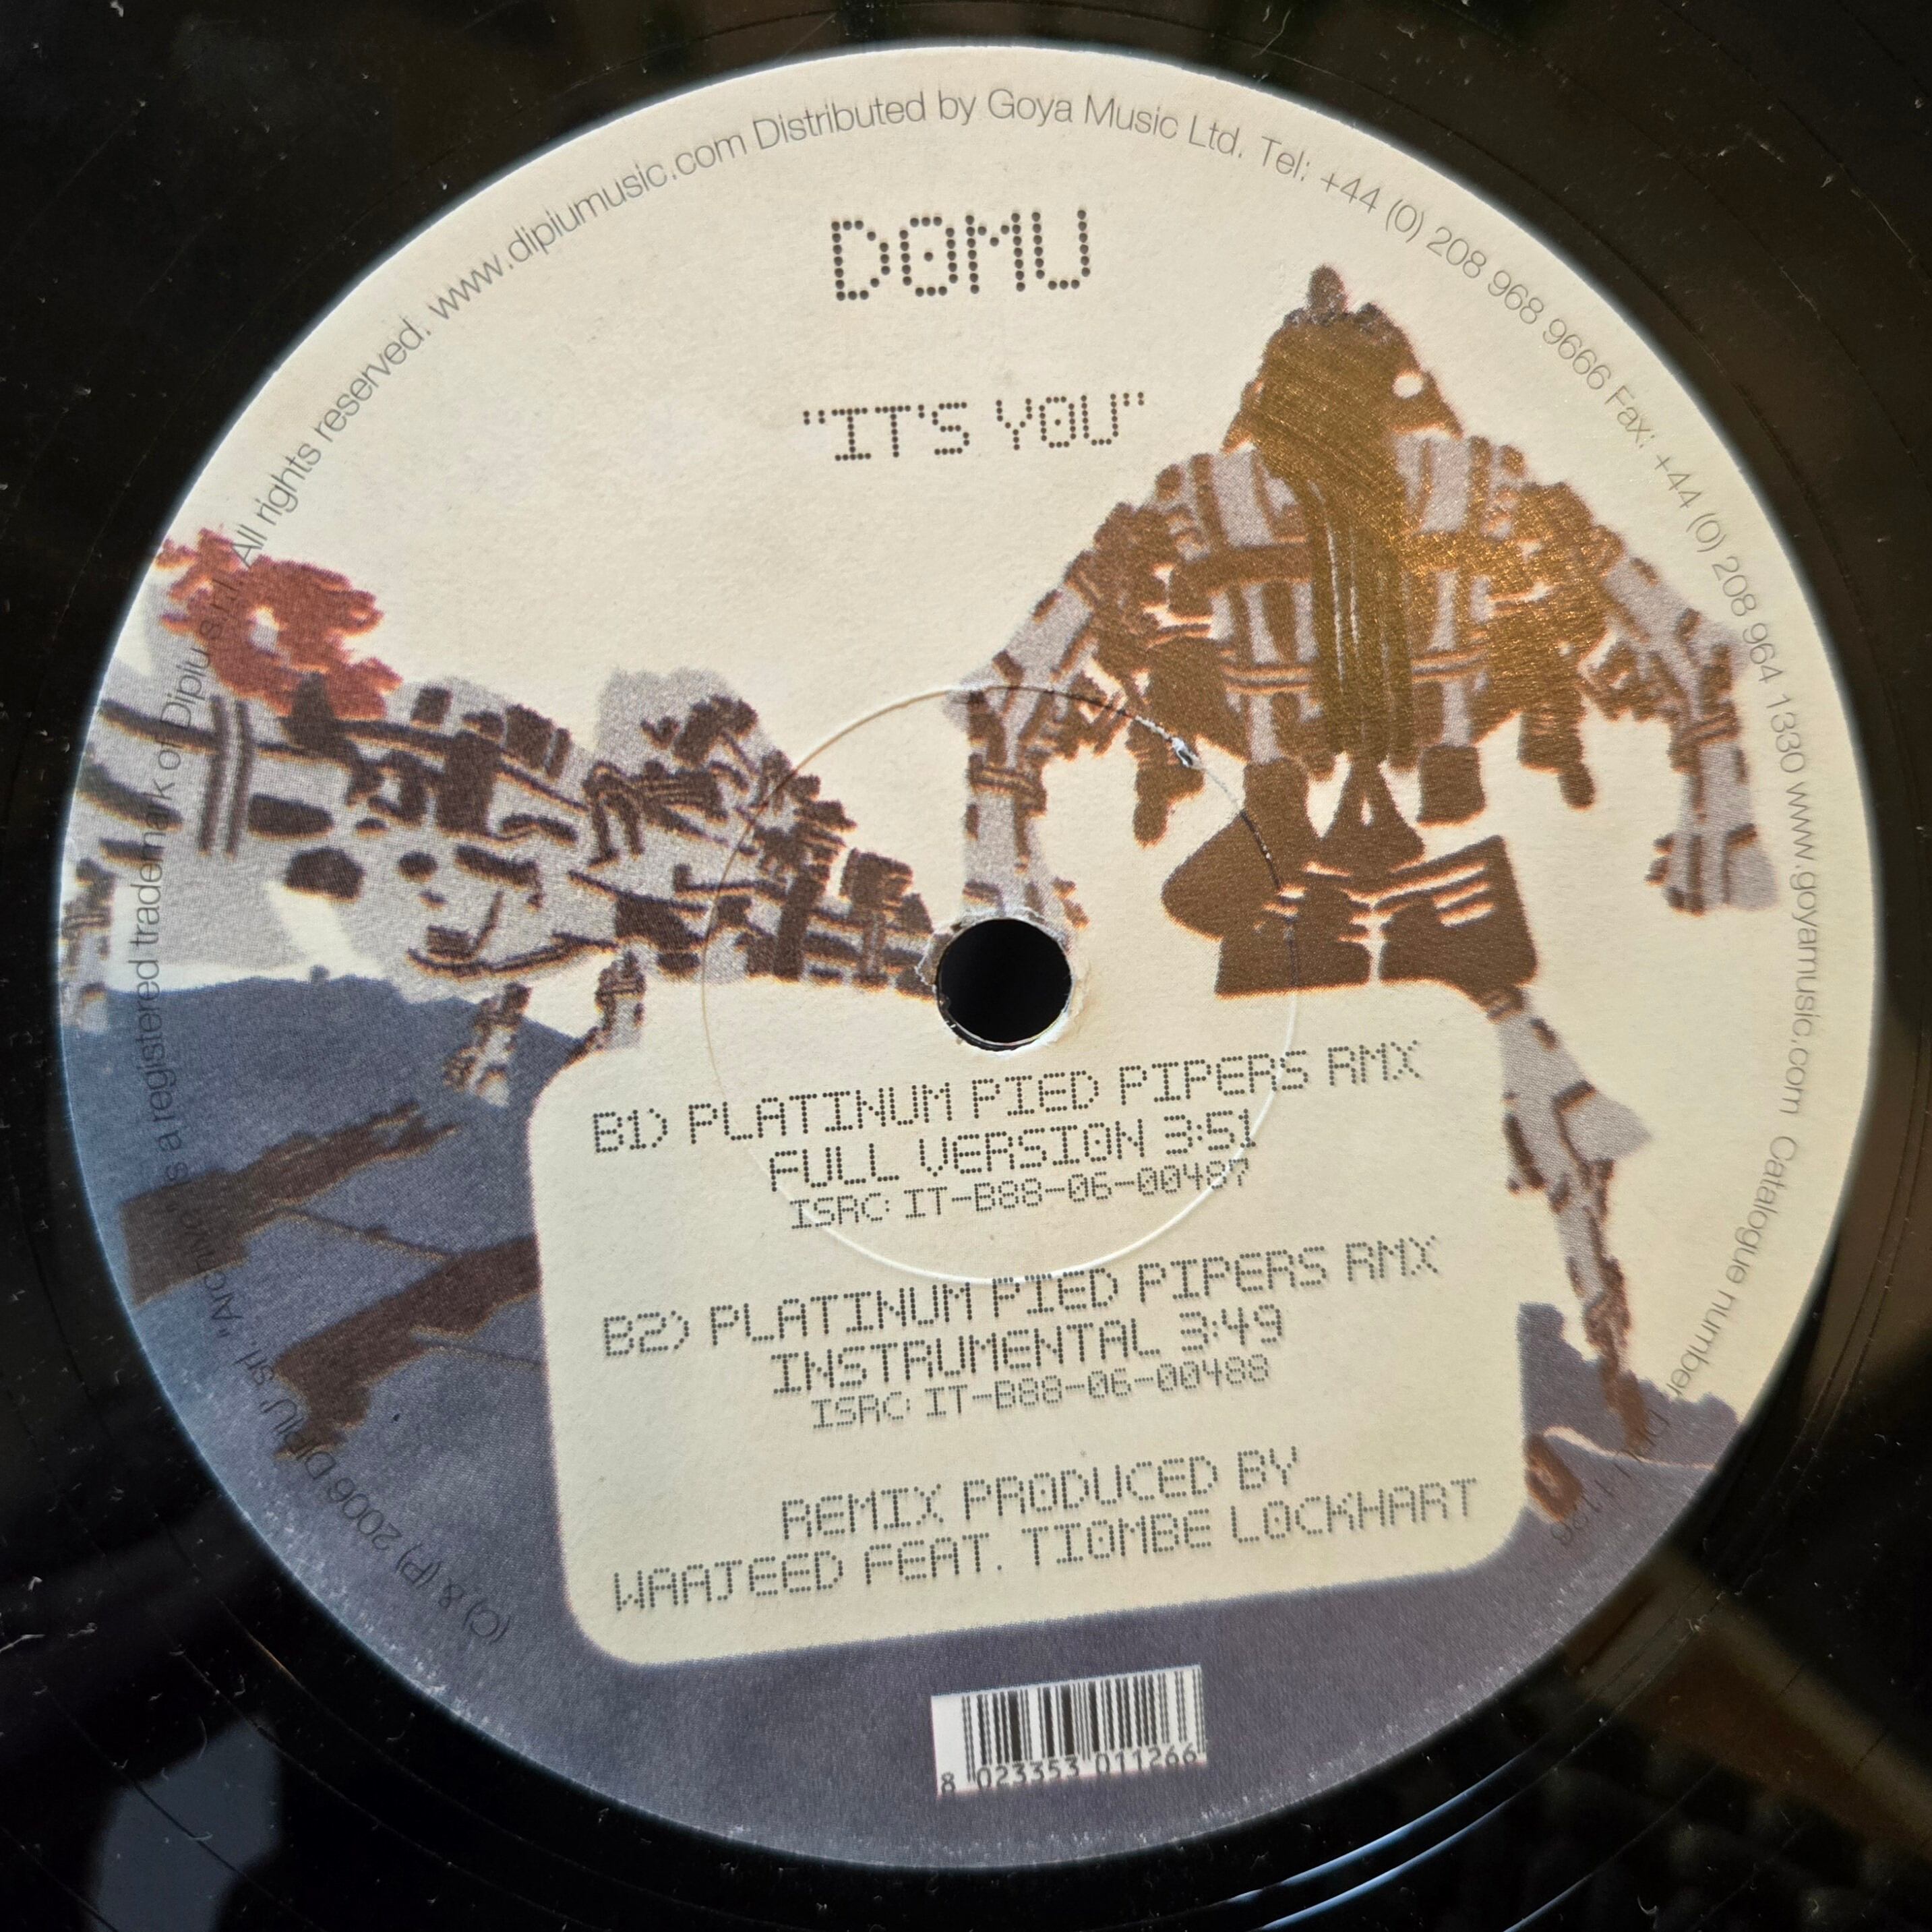 DOMU
"IT'S YOU"
B1) PLATINUM PIED PIPERS RMX
FULL VERSION 3:51
ISRC: IT-B88-06-00487
B2) PLATINUM PIED PIPERS RMX
INSTRUMENTAL 3:49
ISRC: IT-B88-06-00488
REMIX PRODUCED BY
WAAJEED FEAT. TIOMBE LOCKHART
8 023353 011266
(C) & (P) 2006 DIPIU' srl. "Archive" is a registered trademark of Dipiu s.r.l. All rights reserved. www.dipiumusic.com Distributed by Goya Music Ltd. Tel: +44 (0) 208 968 9666 Fax: +44 (0) 208 964 1330 www.goyamusic.com Catalogue number